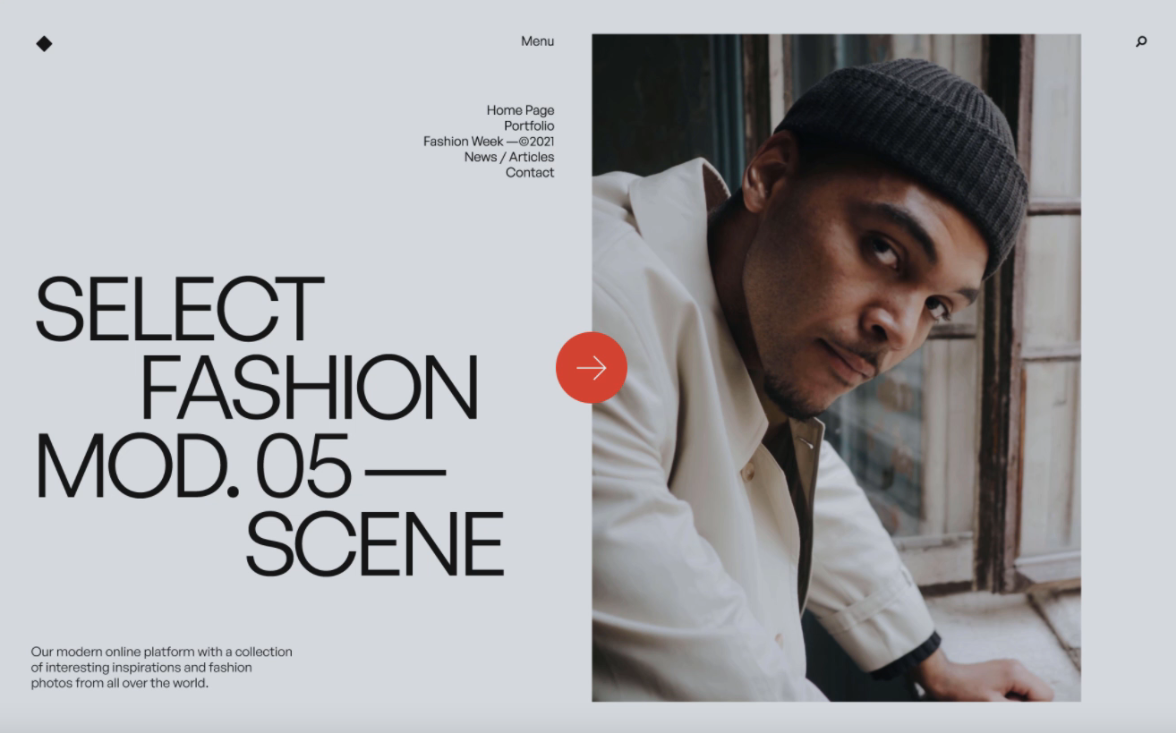 Menu
Home Page
Portfolio
Fashion Week —©2021
News / Articles
Contact
SELECT
FASHION
MOD. 05 —
SCENE
Our modern online platform with a collection
of interesting inspirations and fashion
photos from all over the world.